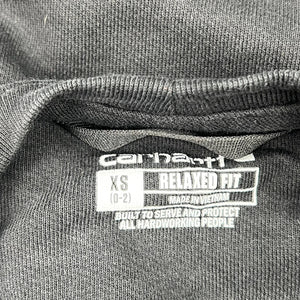 carhartt
XS RELAXED FIT
(0-2) MADE IN VIETNAM
BUILT TO SERVE AND PROTECT
ALL HARDWORKING PEOPLE